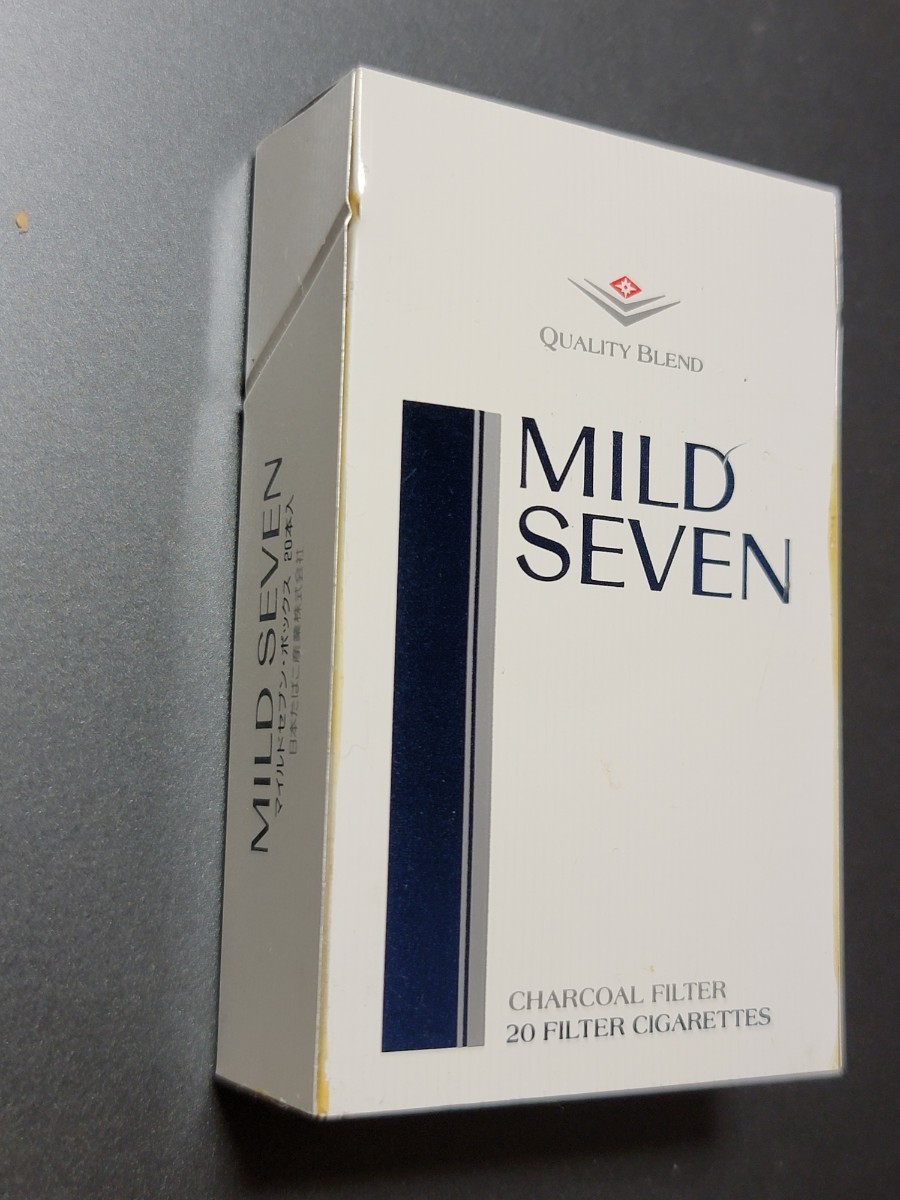 QUALITY BLEND
MILD
SEVEN
CHARCOAL FILTER
20 FILTER CIGARETTES
MILD SEVEN
マイルドセブン・ボックス 20本入
日本たばこ産業株式会社